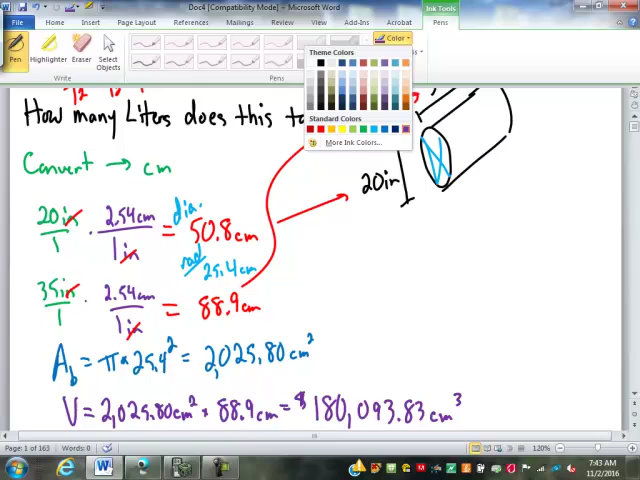 Doc4 [Compatibility Mode] - Microsoft Word
Ink Tools
File Home Insert Page Layout References Mailings Review View Add-Ins Acrobat Pens
Pen Highlighter Eraser Select Objects
Color
Write Pens
Theme Colors
Standard Colors
More Ink Colors...
12 12
How many Liters does this
Convert → cm
20in
20in/1 · 2.54cm/1in = 50.8cm
dia.
rad
25.4cm
35in/1 · 2.54cm/1in = 88.9cm
A_b = π * 25.4² = 2,025.80 cm²
V = 2,025.80cm² * 88.9cm = 180,093.83 cm³
Page: 1 of 163 Words: 0 120%
7:43 AM
11/2/2016